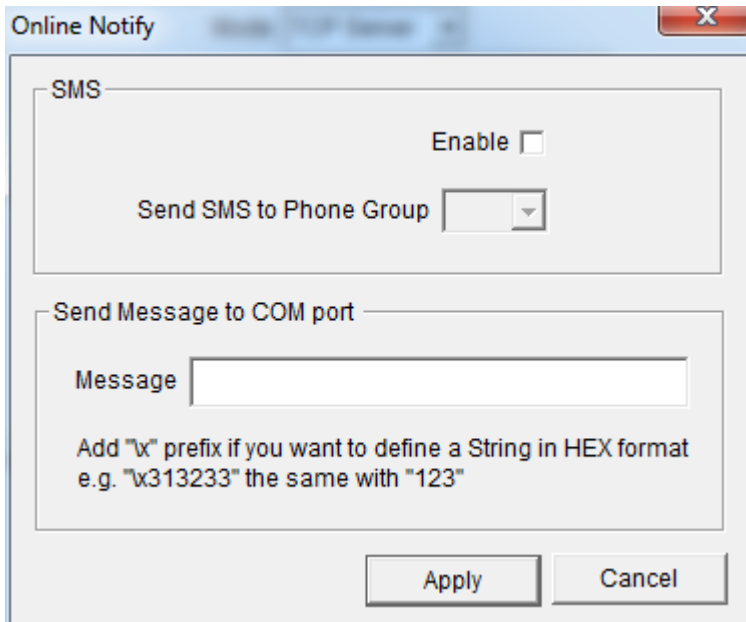 Online Notify
SMS
Enable
Send SMS to Phone Group
Send Message to COM port
Message
Add "\x" prefix if you want to define a String in HEX format
e.g. "\x313233" the same with "123"
Apply
Cancel